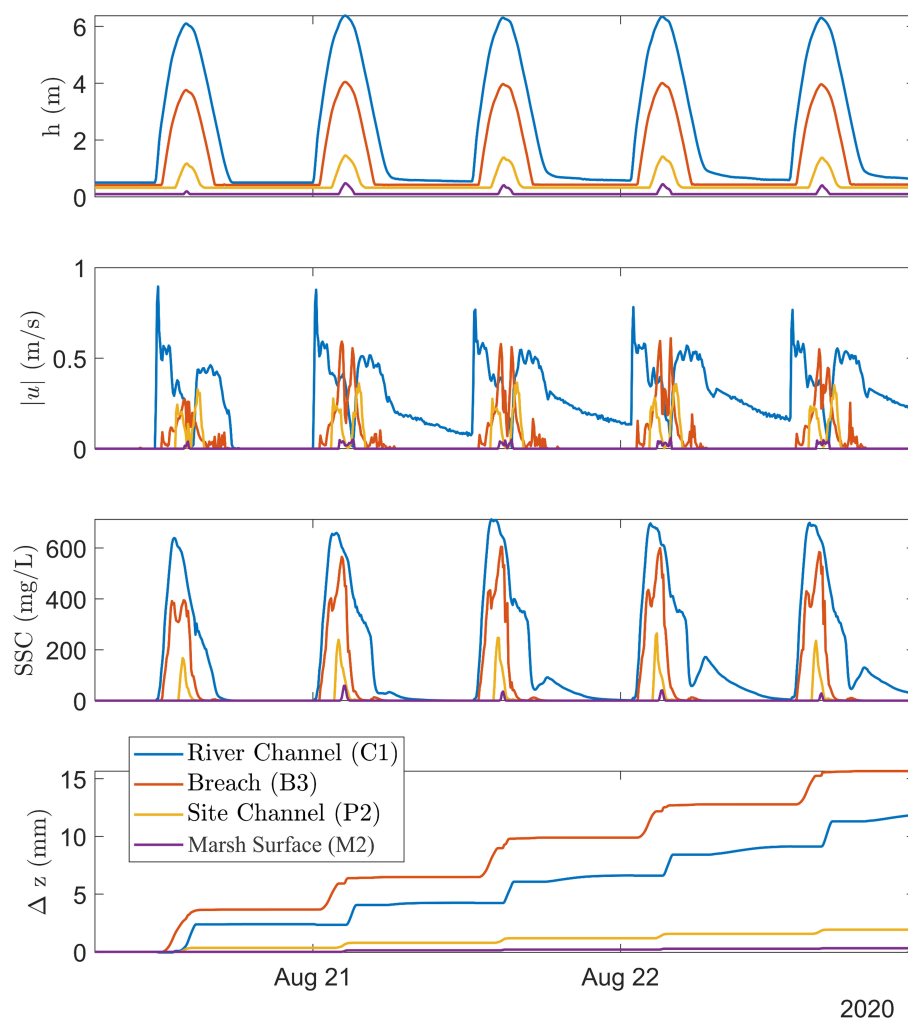 6
4
2
0
h (m)
1
0.5
0
|u| (m/s)
600
400
200
0
SSC (mg/L)
River Channel (C1)
Breach (B3)
Site Channel (P2)
Marsh Surface (M2)
15
10
5
0
Δ z (mm)
Aug 21
Aug 22
2020